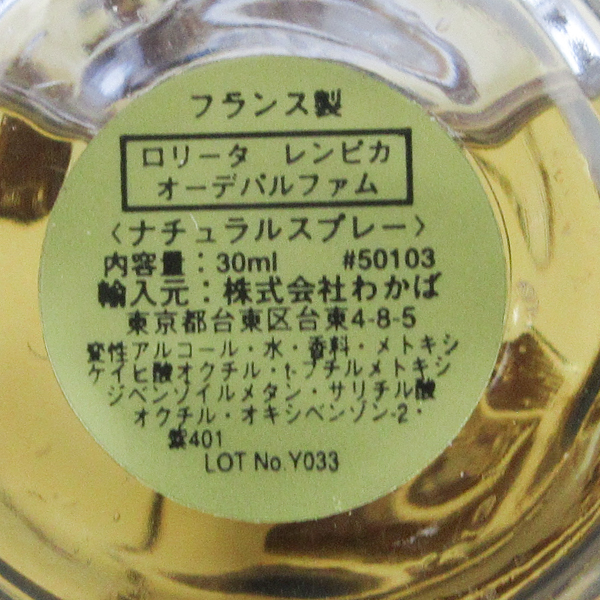 フランス製
ロリータ レンピカ
オーデパルファム
〈ナチュラルスプレー〉
内容量：30ml #50103
輸入元：株式会社わかば
東京都台東区台東4-8-5
変性アルコール・水・香料・メトキシ
ケイヒ酸オクチル・t-ブチルメトキシ
ジベンゾイルメタン・サリチル酸
オクチル・オキシベンゾン-2・
紫401
LOT No.Y033